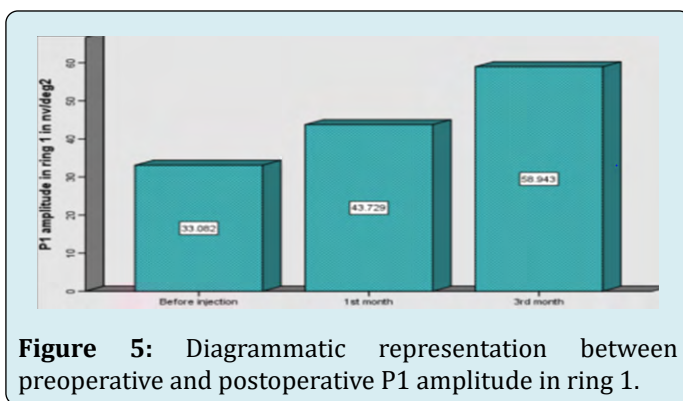 P1 amplitude in ring 1 in nv/deg2
60
50
40
30
20
10
0
33.082
43.729
58.943
Before injection
1st month
3rd month
Figure 5: Diagrammatic representation between
preoperative and postoperative P1 amplitude in ring 1.